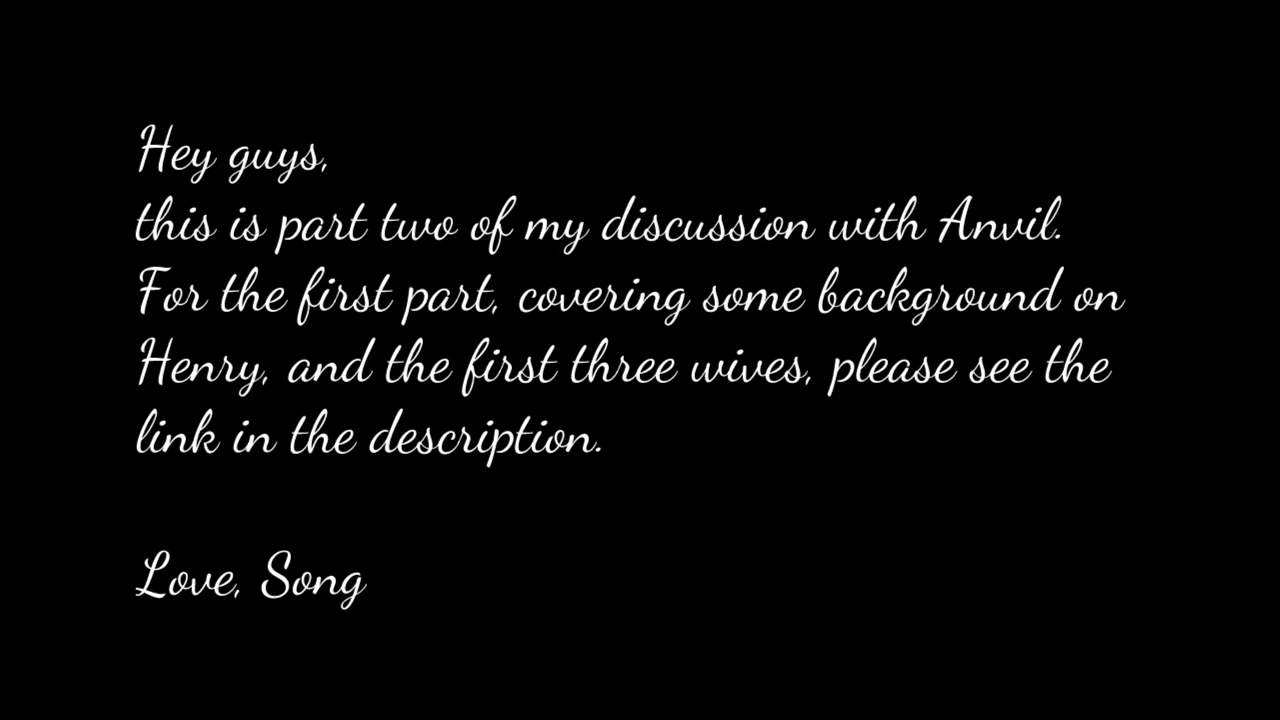 Hey guys,
this is part two of my discussion with Anvil.
For the first part, covering some background on
Henry, and the first three wives, please see the
link in the description.
Love, Song